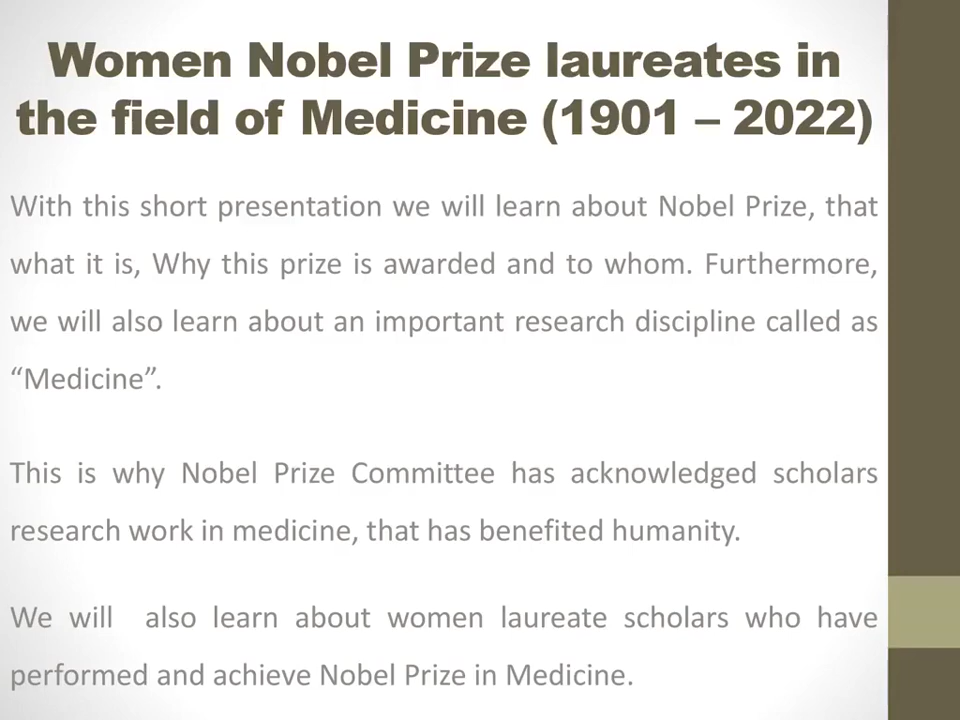 Women Nobel Prize laureates in
the field of Medicine (1901 – 2022)
With this short presentation we will learn about Nobel Prize, that
what it is, Why this prize is awarded and to whom. Furthermore,
we will also learn about an important research discipline called as
“Medicine”.
This is why Nobel Prize Committee has acknowledged scholars
research work in medicine, that has benefited humanity.
We will also learn about women laureate scholars who have
performed and achieve Nobel Prize in Medicine.